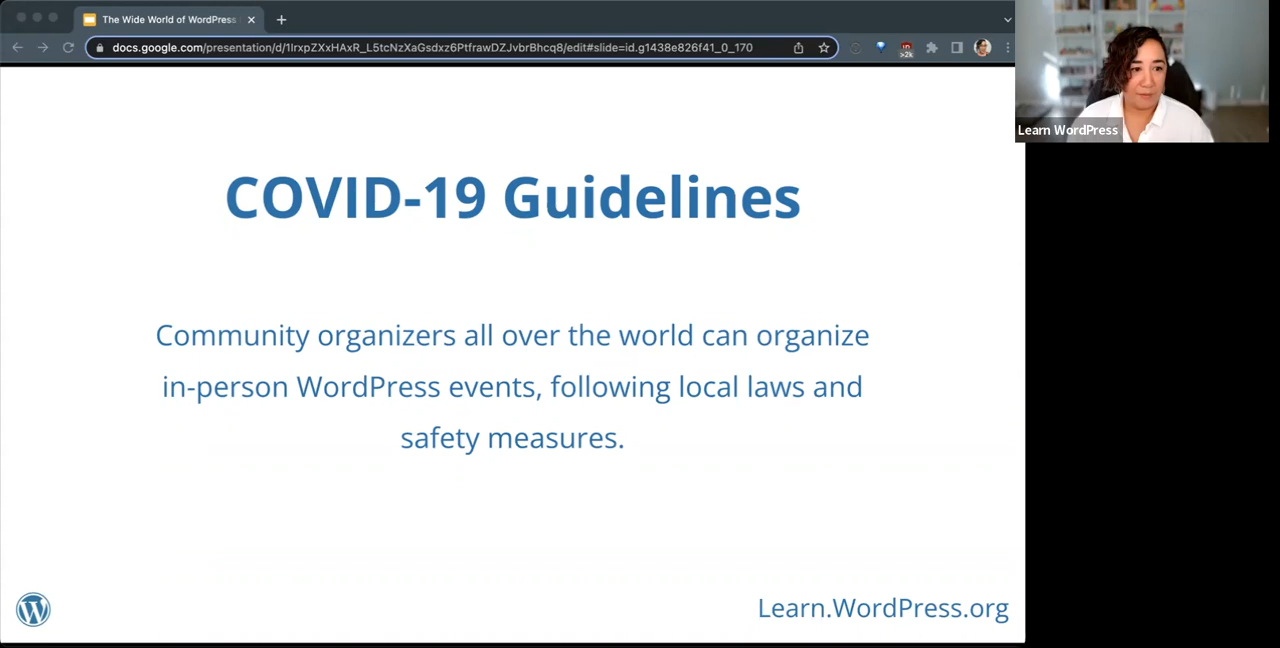 The Wide World of WordPress
docs.google.com/presentation/d/1IrxpZXxHAxR_L5tcNzXaGsdxz6PtfrawDZJvbrBhcq8/edit#slide=id.g1438e826f41_0_170
>2k
Learn WordPress
COVID-19 Guidelines
Community organizers all over the world can organize
in-person WordPress events, following local laws and
safety measures.
Learn.WordPress.org